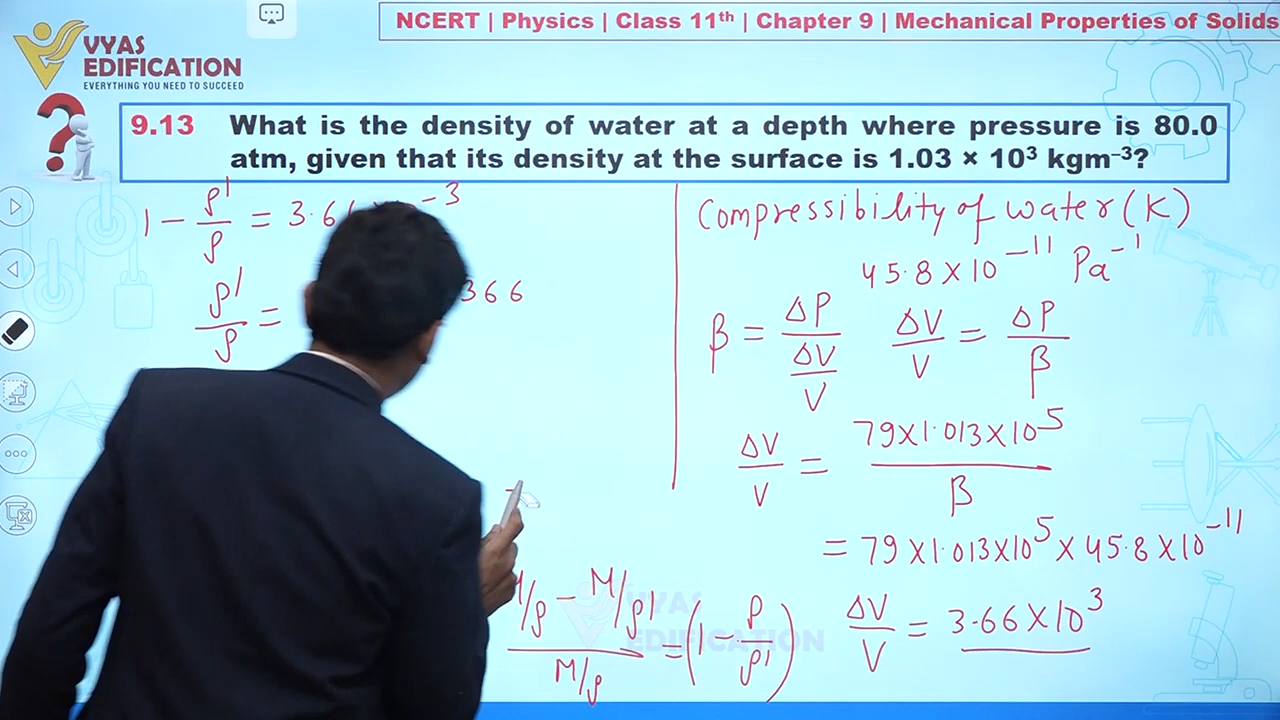 NCERT | Physics | Class 11th | Chapter 9 | Mechanical Properties of Solids
VYAS
EDIFICATION
EVERYTHING YOU NEED TO SUCCEED
9.13 What is the density of water at a depth where pressure is 80.0
atm, given that its density at the surface is 1.03 × 10³ kgm⁻³?
1 - ρ'/ρ = 3.66
-3
ρ'/ρ =
366
M/ρ - M/ρ' / M/ρ = (1 - ρ/ρ')
Compressibility of water (K)
45.8 × 10⁻¹¹ Pa⁻¹
β = ΔP / (ΔV/V) ΔV/V = ΔP/β
ΔV/V = 79×1.013×10⁵ / β
= 79×1.013×10⁵ × 45.8×10⁻¹¹
ΔV/V = 3.66×10³
VYAS
EDIFICATION